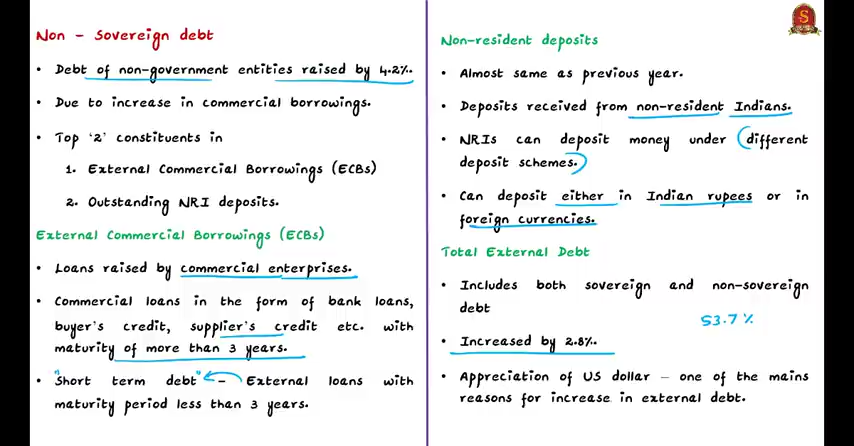 Non - Sovereign debt
• Debt of non-government entities raised by 4.2%.
• Due to increase in commercial borrowings.
• Top '2' constituents in
1. External Commercial Borrowings (ECBs)
2. Outstanding NRI deposits.
External Commercial Borrowings (ECBs)
• Loans raised by commercial enterprises.
• Commercial loans in the form of bank loans,
buyer's credit, supplier's credit etc. with
maturity of more than 3 years.
• "Short term debt" - External loans with
maturity period less than 3 years.
Non-resident deposits
• Almost same as previous year.
• Deposits received from non-resident Indians.
• NRIs can deposit money under (different
deposit schemes.)
• Can deposit either in Indian rupees or in
foreign currencies.
Total External Debt
• Includes both sovereign and non-sovereign
debt
53.7%
• Increased by 2.8%.
• Appreciation of US dollar – one of the mains
reasons for increase in external debt.
S